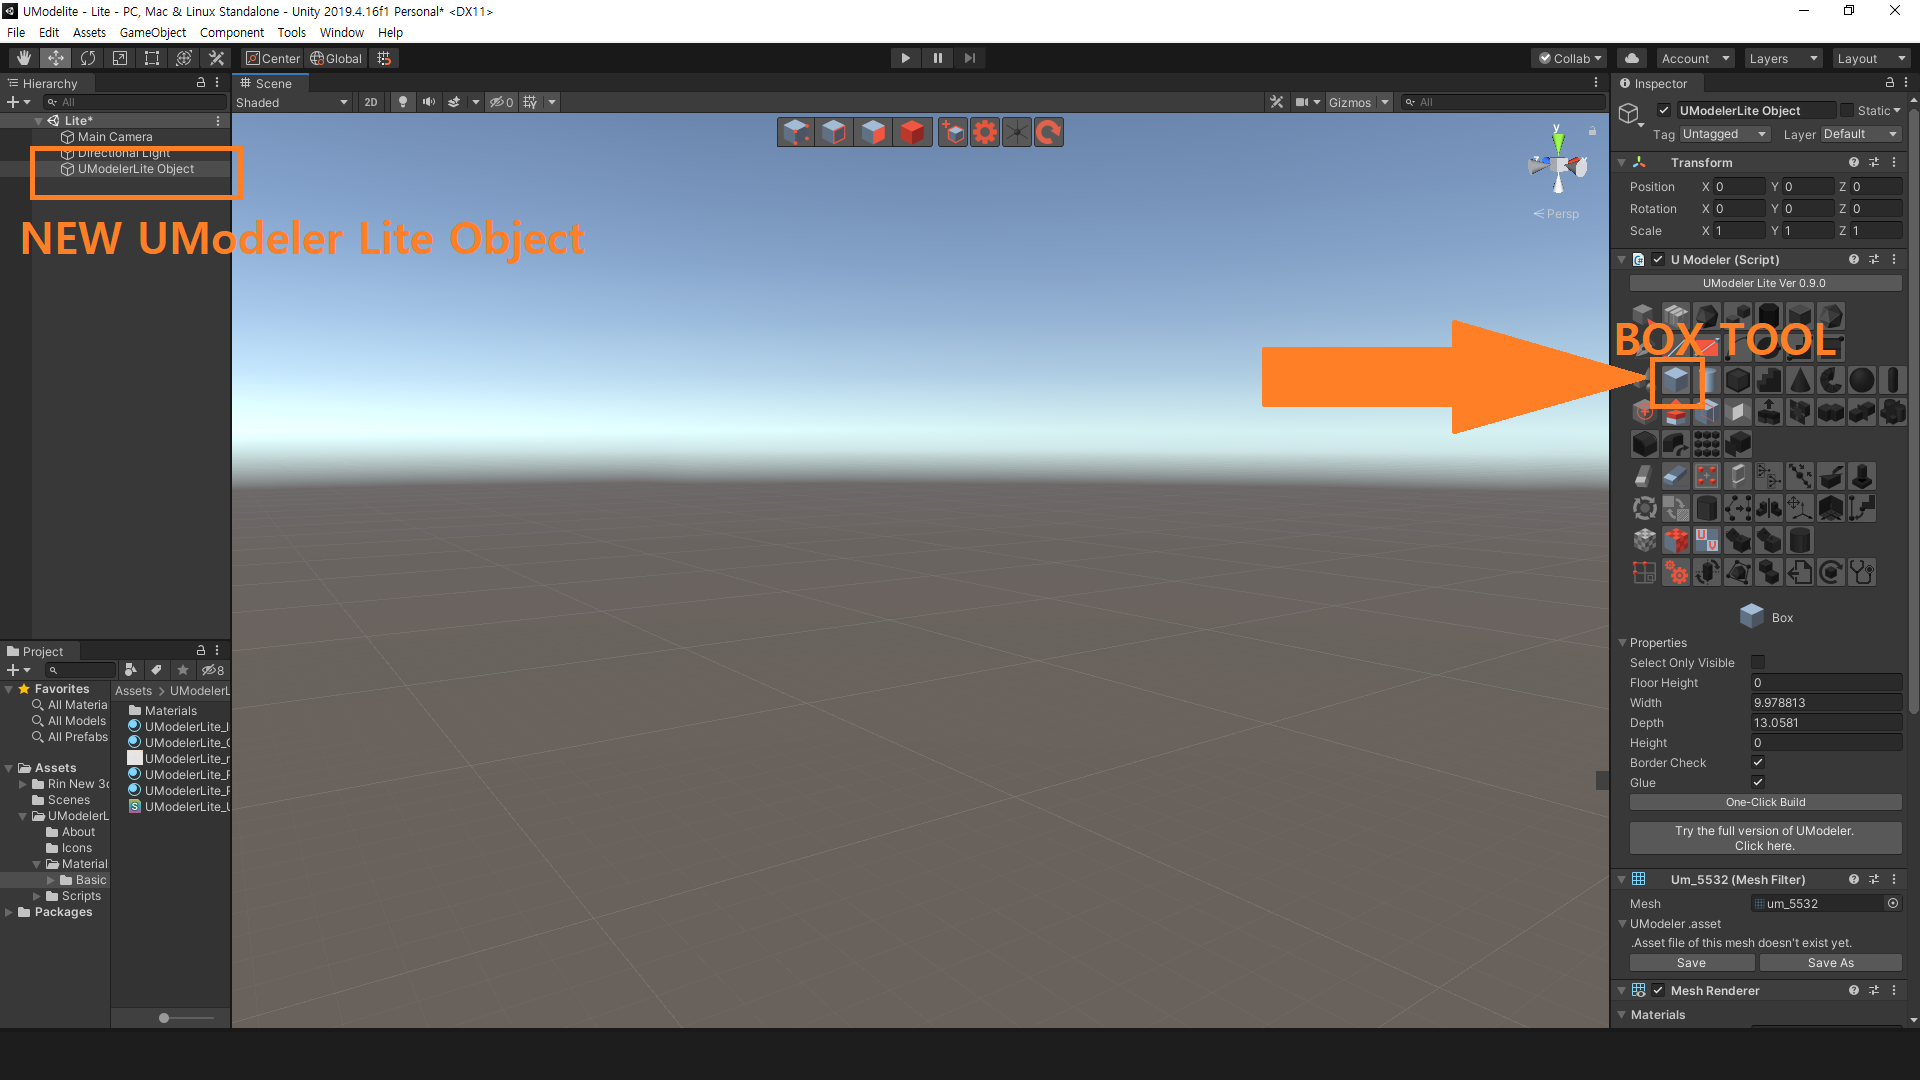 UModelite - Lite - PC, Mac & Linux Standalone - Unity 2019.4.16f1 Personal* <DX11>
File Edit Assets GameObject Component Tools Window Help
Center Global Collab Account Layers Layout
Hierarchy
All
Lite*
Main Camera
Directional Light
UModelerLite Object
NEW UModeler Lite Object
Scene
Shaded 2D 0 Gizmos All
y
x
Persp
Project
8
Favorites
All Materia
All Models
All Prefabs
Assets
Rin New 3d
Scenes
UModelerL
About
Icons
Material
Basic
Scripts
Packages
Assets > UModelerL
Materials
UModelerLite_
UModelerLite_
UModelerLite_
UModelerLite_
UModelerLite_
UModelerLite_
Inspector
UModelerLite Object Static
Tag Untagged Layer Default
Transform
Position X 0 Y 0 Z 0
Rotation X 0 Y 0 Z 0
Scale X 1 Y 1 Z 1
U Modeler (Script)
UModeler Lite Ver 0.9.0
BOX TOOL
Box
Properties
Select Only Visible
Floor Height 0
Width 9.978813
Depth 13.0581
Height 0
Border Check
Glue
One-Click Build
Try the full version of UModeler.
Click here.
Um_5532 (Mesh Filter)
Mesh um_5532
UModeler .asset
.Asset file of this mesh doesn't exist yet.
Save Save As
Mesh Renderer
Materials